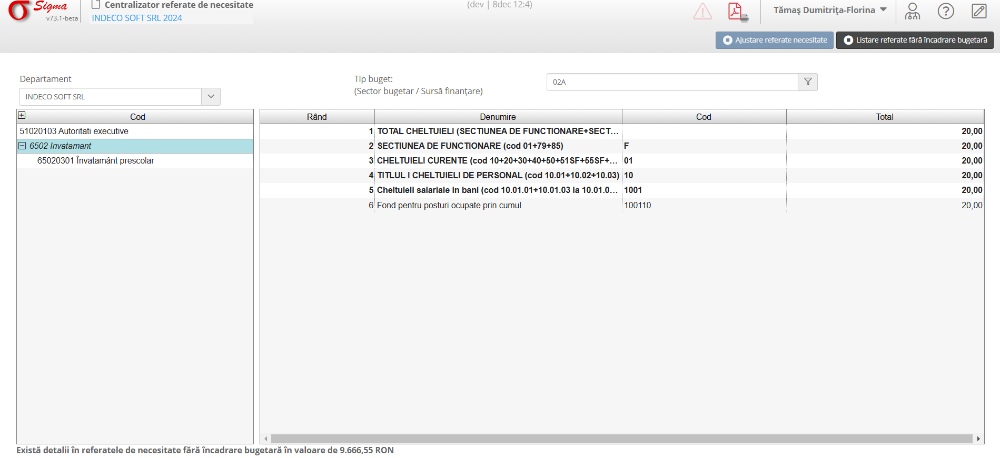 Sigma
v73.1-beta
Centralizator referate de necesitate
INDECO SOFT SRL 2024
(dev | 8dec 12:4)
Tămaş Dumitriţa-Florina
Ajustare referate necesitate
Listare referate fără încadrare bugetară
Departament
INDECO SOFT SRL
Tip buget:
(Sector bugetar / Sursă finanţare)
02A
Cod
51020103 Autoritati executive
6502 Invatamant
65020301 Învatamânt prescolar
Rând Denumire Cod Total
1 TOTAL CHELTUIELI (SECTIUNEA DE FUNCTIONARE+SECT... 20,00
2 SECTIUNEA DE FUNCTIONARE (cod 01+79+85) F 20,00
3 CHELTUIELI CURENTE (cod 10+20+30+40+50+51SF+55SF+... 01 20,00
4 TITLUL I CHELTUIELI DE PERSONAL (cod 10.01+10.02+10.03) 10 20,00
5 Cheltuieli salariale in bani (cod 10.01.01+10.01.03 la 10.01.0... 1001 20,00
6 Fond pentru posturi ocupate prin cumul 100110 20,00
Există detalii în referatele de necesitate fără încadrare bugetară în valoare de 9.666,55 RON